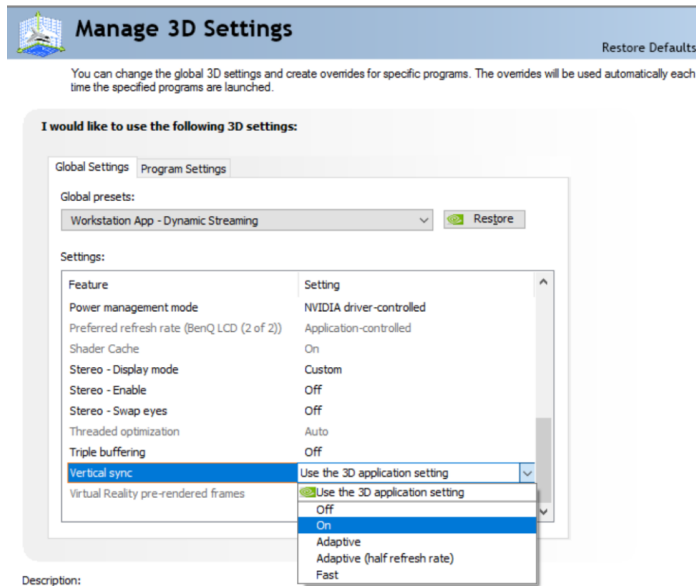 Manage 3D Settings
Restore Defaults
You can change the global 3D settings and create overrides for specific programs. The overrides will be used automatically each
time the specified programs are launched.
I would like to use the following 3D settings:
Global Settings Program Settings
Global presets:
Workstation App - Dynamic Streaming Restore
Settings:
Feature Setting
Power management mode NVIDIA driver-controlled
Preferred refresh rate (BenQ LCD (2 of 2)) Application-controlled
Shader Cache On
Stereo - Display mode Custom
Stereo - Enable Off
Stereo - Swap eyes Off
Threaded optimization Auto
Triple buffering Off
Vertical sync Use the 3D application setting
Virtual Reality pre-rendered frames Use the 3D application setting
Off
On
Adaptive
Adaptive (half refresh rate)
Fast
Description: